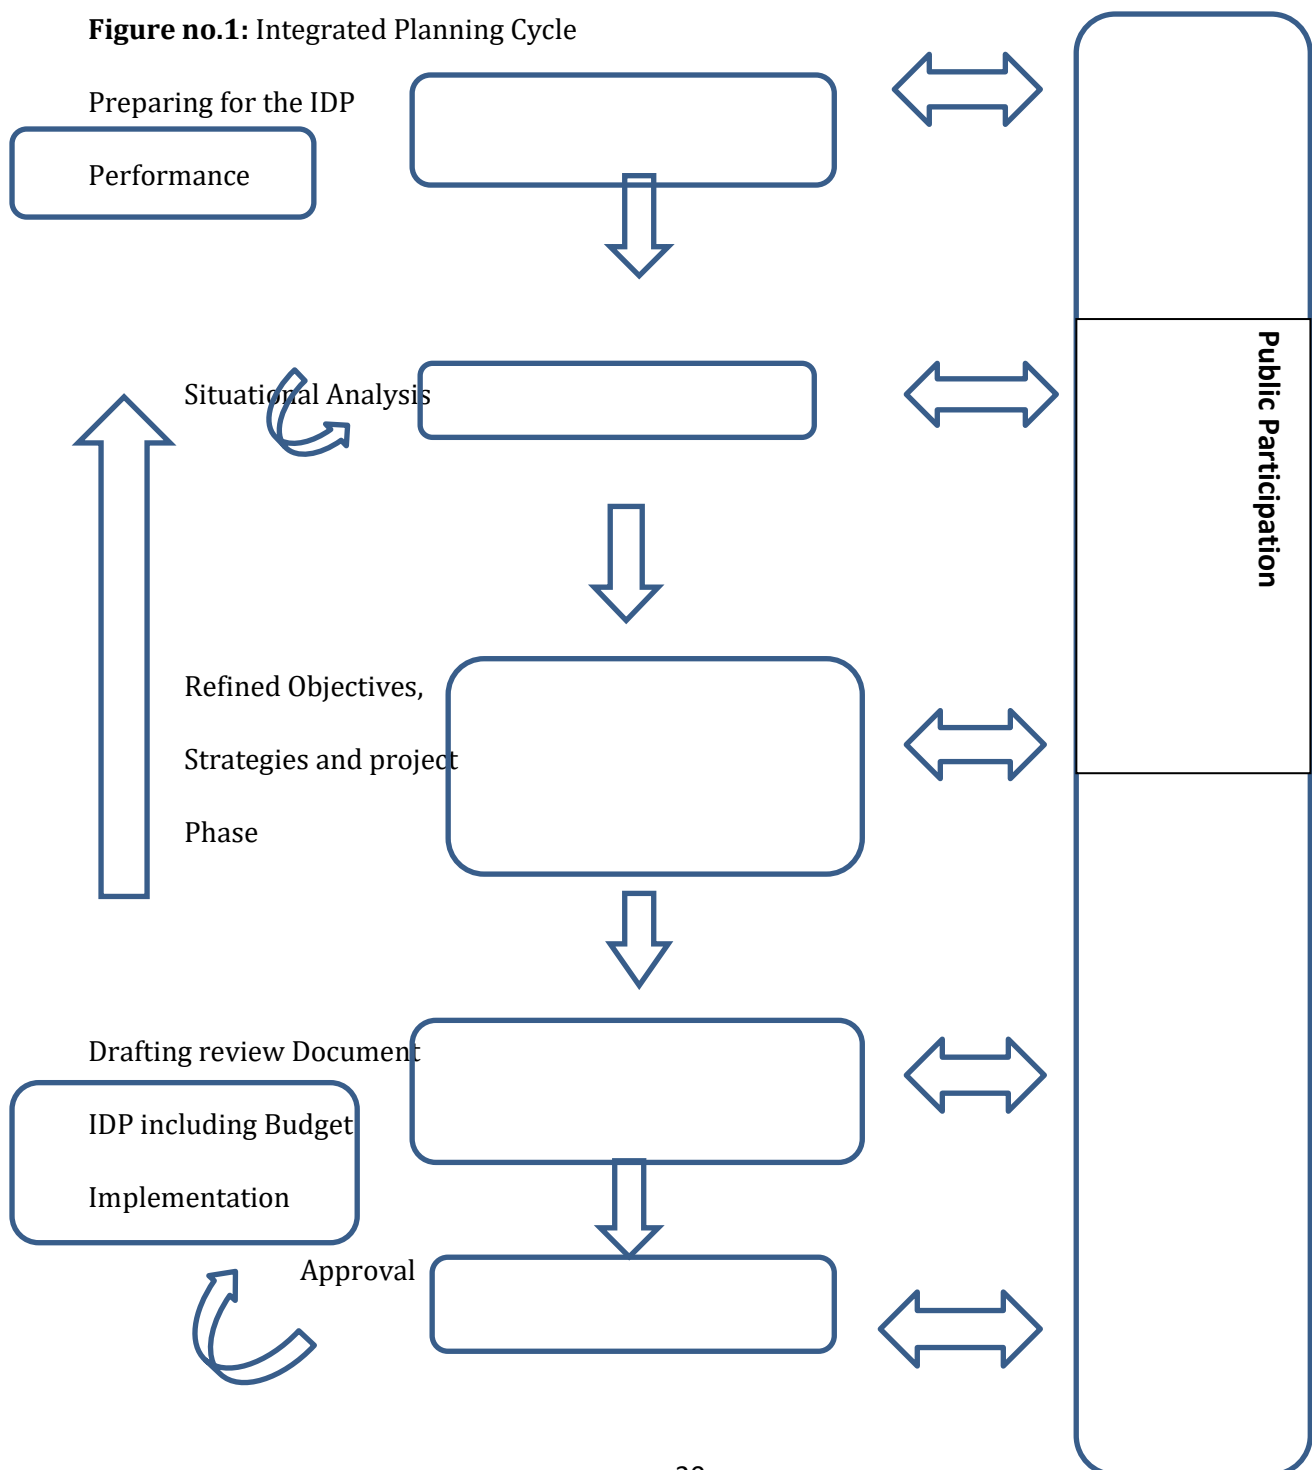 Figure no.1: Integrated Planning Cycle
Preparing for the IDP
Performance
Situational Analysis
Public Participation
Refined Objectives,
Strategies and project
Phase
Drafting review Document
IDP including Budget
Implementation
Approval